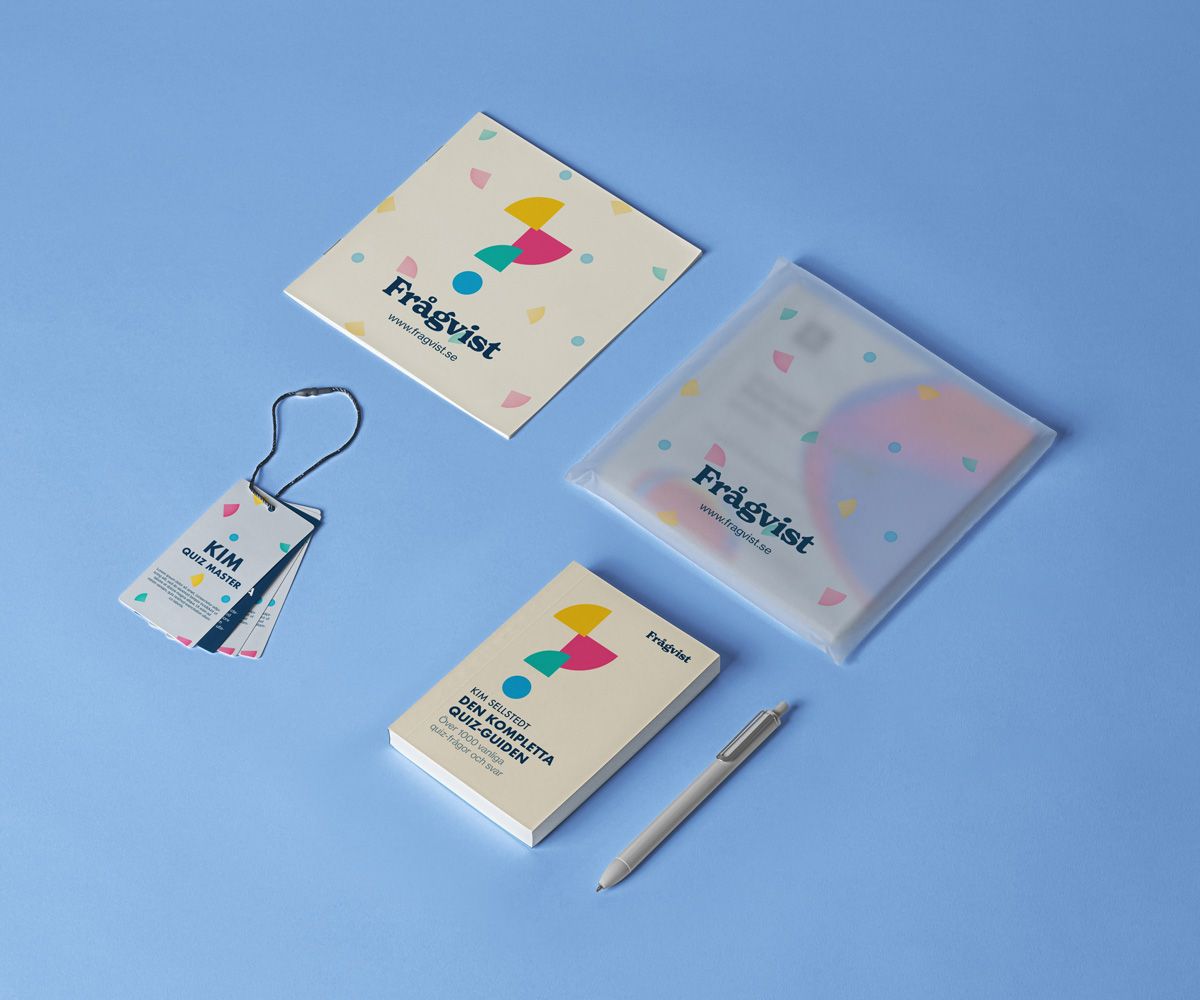 Frågvist
www.fragvist.se
Frågvist
www.fragvist.se
KIM
QUIZ MASTER
Frågvist
KIM SELLSTEDT
DEN KOMPLETTA
QUIZ-GUIDEN
Över 1000 vanliga
quiz-frågor och svar